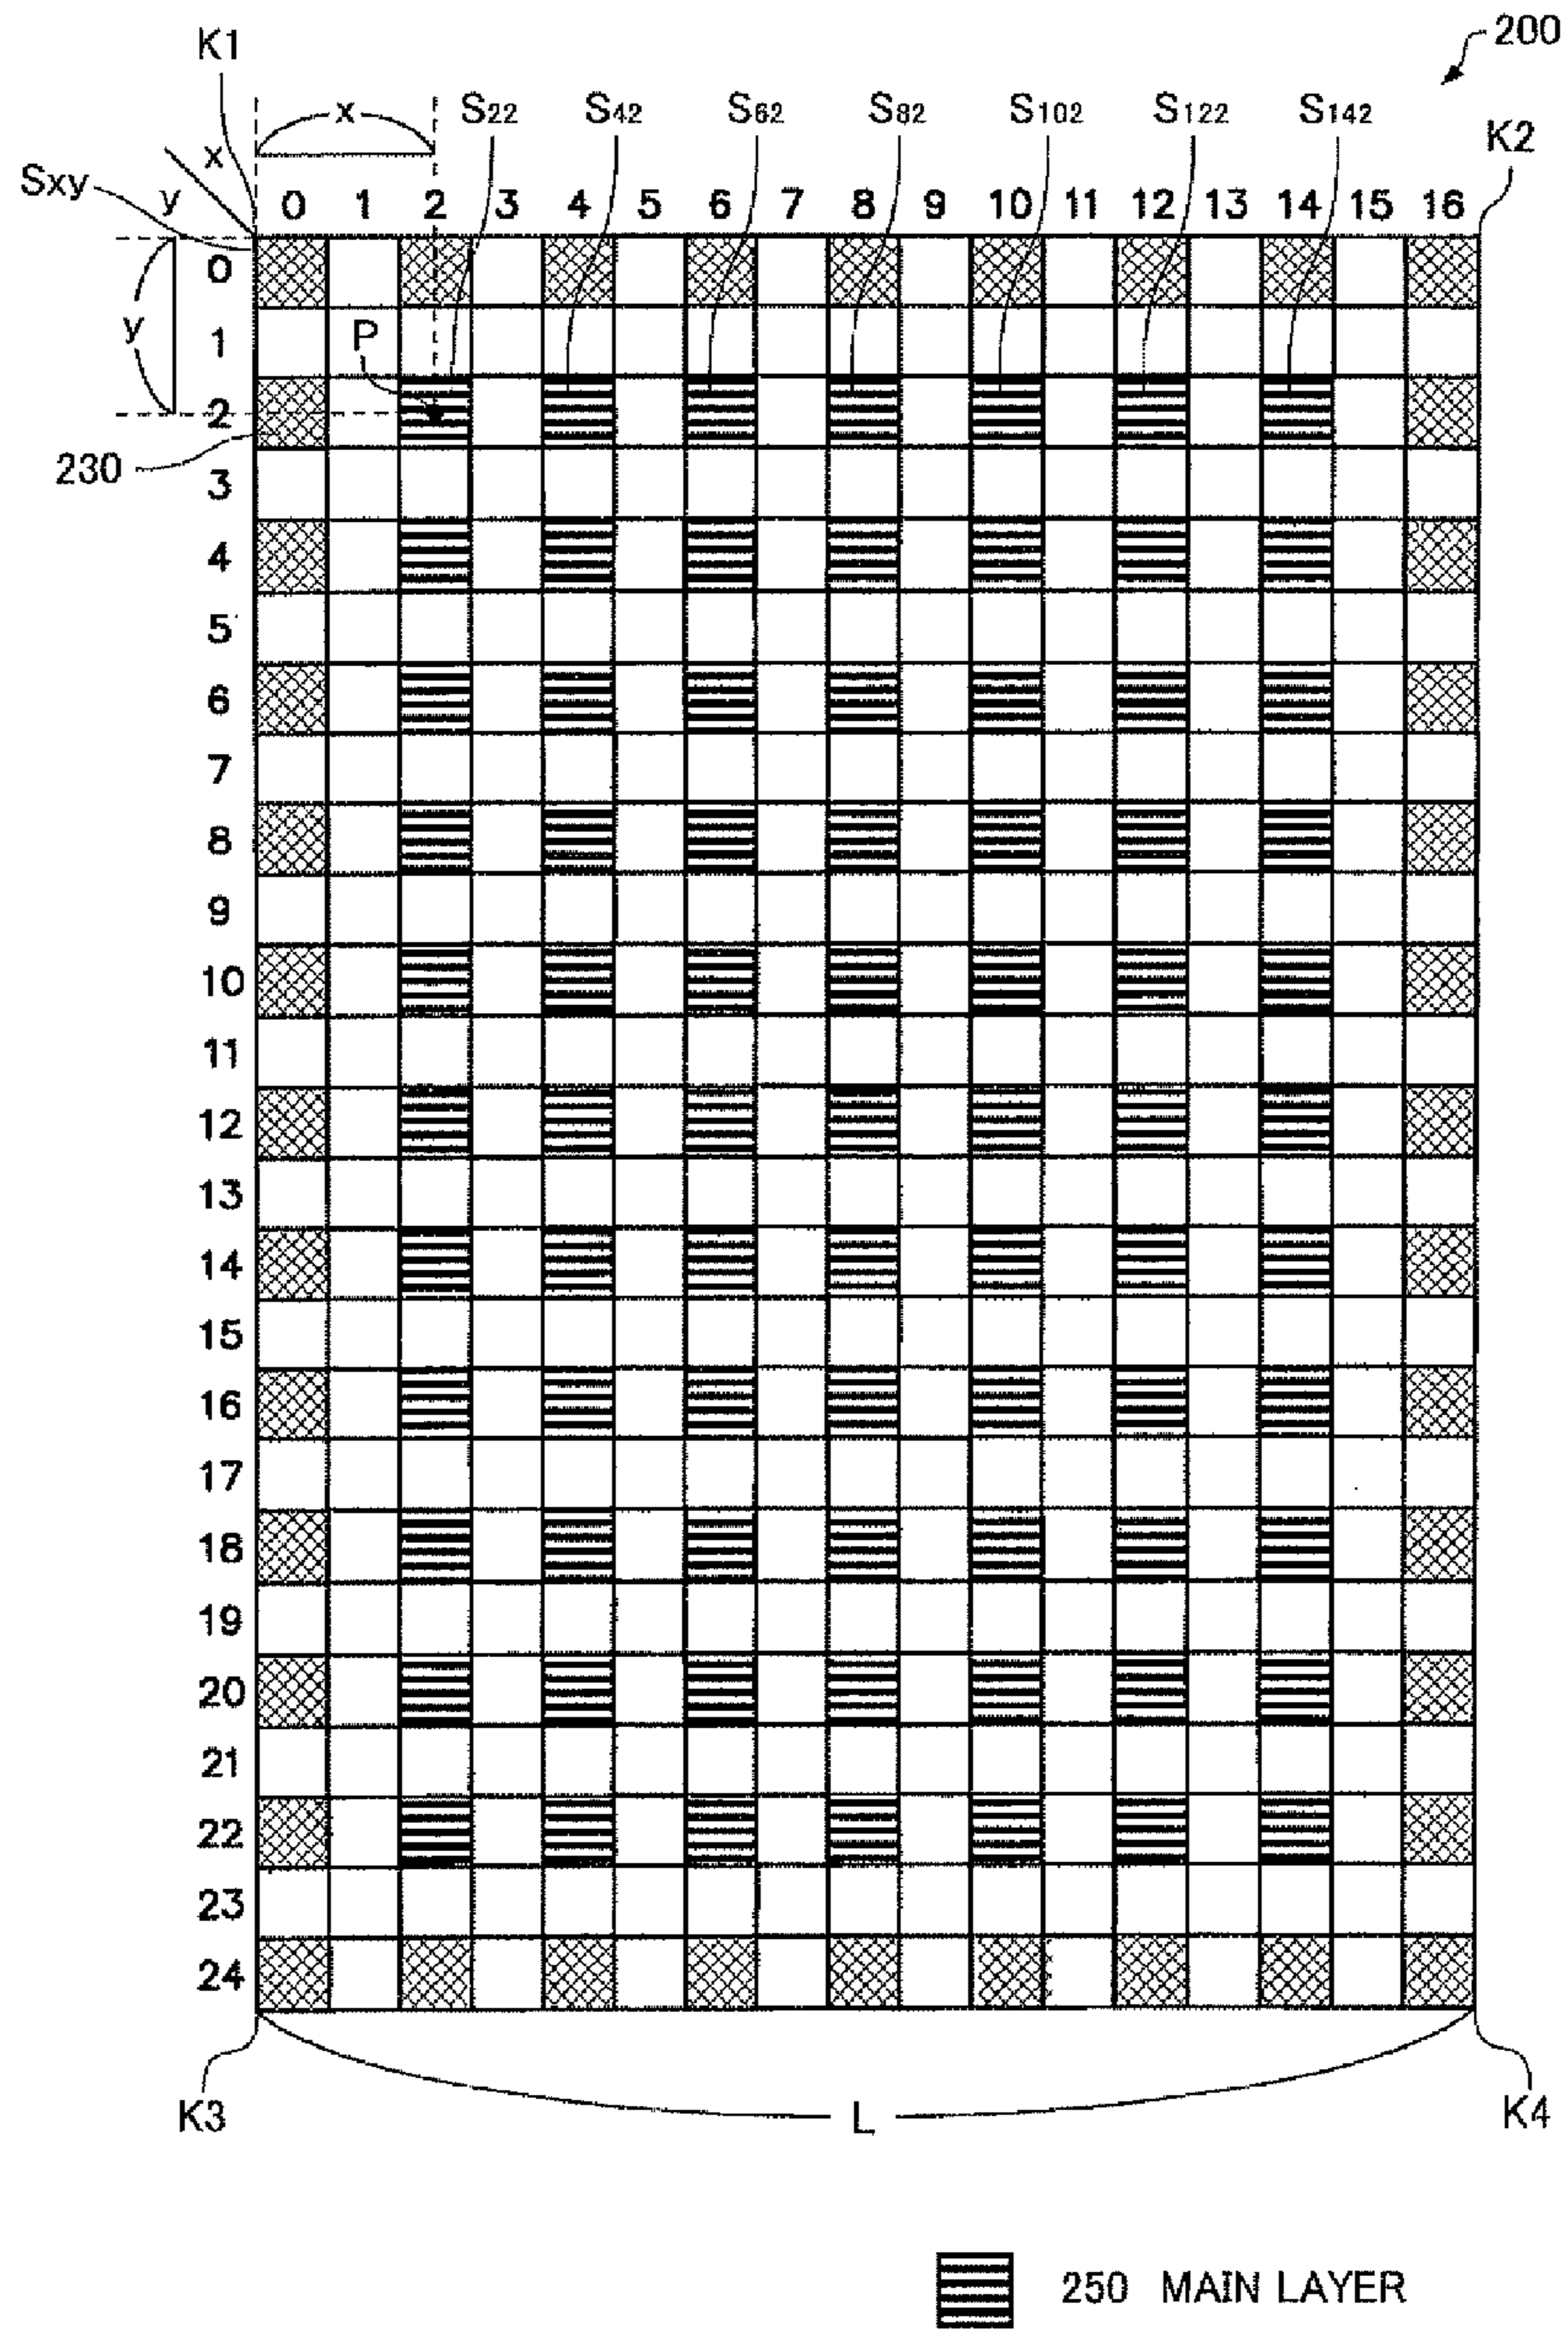 200
K1
x S22 S42 S62 S82 S102 S122 S142
K2
x
Sxy
y
0 1 2 3 4 5 6 7 8 9 10 11 12 13 14 15 16
0
y
1
P
2
230
3
4
5
6
7
8
9
10
11
12
13
14
15
16
17
18
19
20
21
22
23
24
K3
L
K4
250 MAIN LAYER